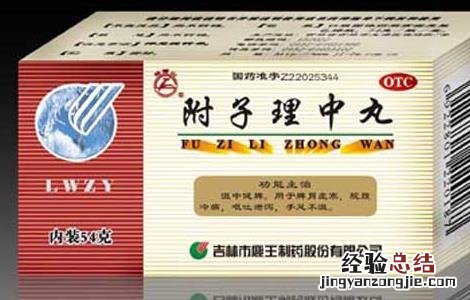 国药准字Z22025344
OTC
附子理中丸
FU ZI LI ZHONG WAN
LWZY
内装54克
功能主治
温中健脾。用于脾胃虚寒，脘腹
冷痛，呕吐泄泻，手足不温。
吉林市鹿王制药股份有限公司
经验总结
jingyanzongjie.com